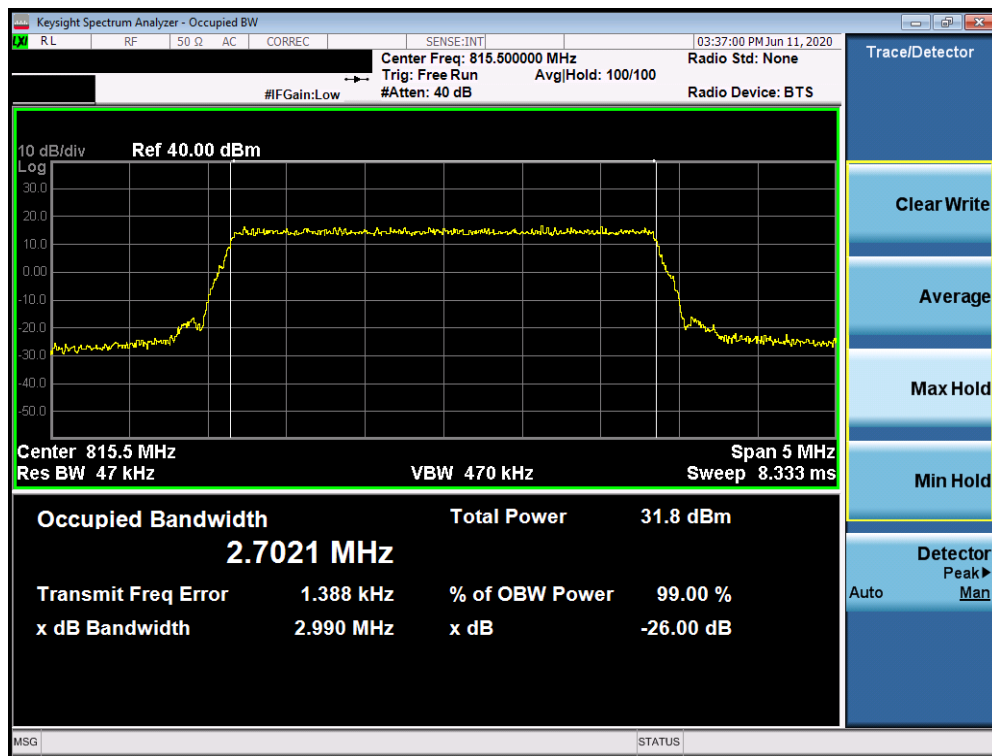 Keysight Spectrum Analyzer - Occupied BW
LXI RL RF 50 Ω AC CORREC SENSE:INT 03:37:00 PM Jun 11, 2020
Center Freq: 815.500000 MHz Radio Std: None
Trig: Free Run Avg|Hold: 100/100
#IFGain:Low #Atten: 40 dB Radio Device: BTS
10 dB/div Ref 40.00 dBm
Log
30.0
20.0
10.0
0.00
-10.0
-20.0
-30.0
-40.0
-50.0
Center 815.5 MHz Span 5 MHz
Res BW 47 kHz VBW 470 kHz Sweep 8.333 ms
Occupied Bandwidth Total Power 31.8 dBm
2.7021 MHz
Transmit Freq Error 1.388 kHz % of OBW Power 99.00 %
x dB Bandwidth 2.990 MHz x dB -26.00 dB
MSG STATUS
Trace/Detector
Clear Write
Average
Max Hold
Min Hold
Detector
Peak▶
Auto Man